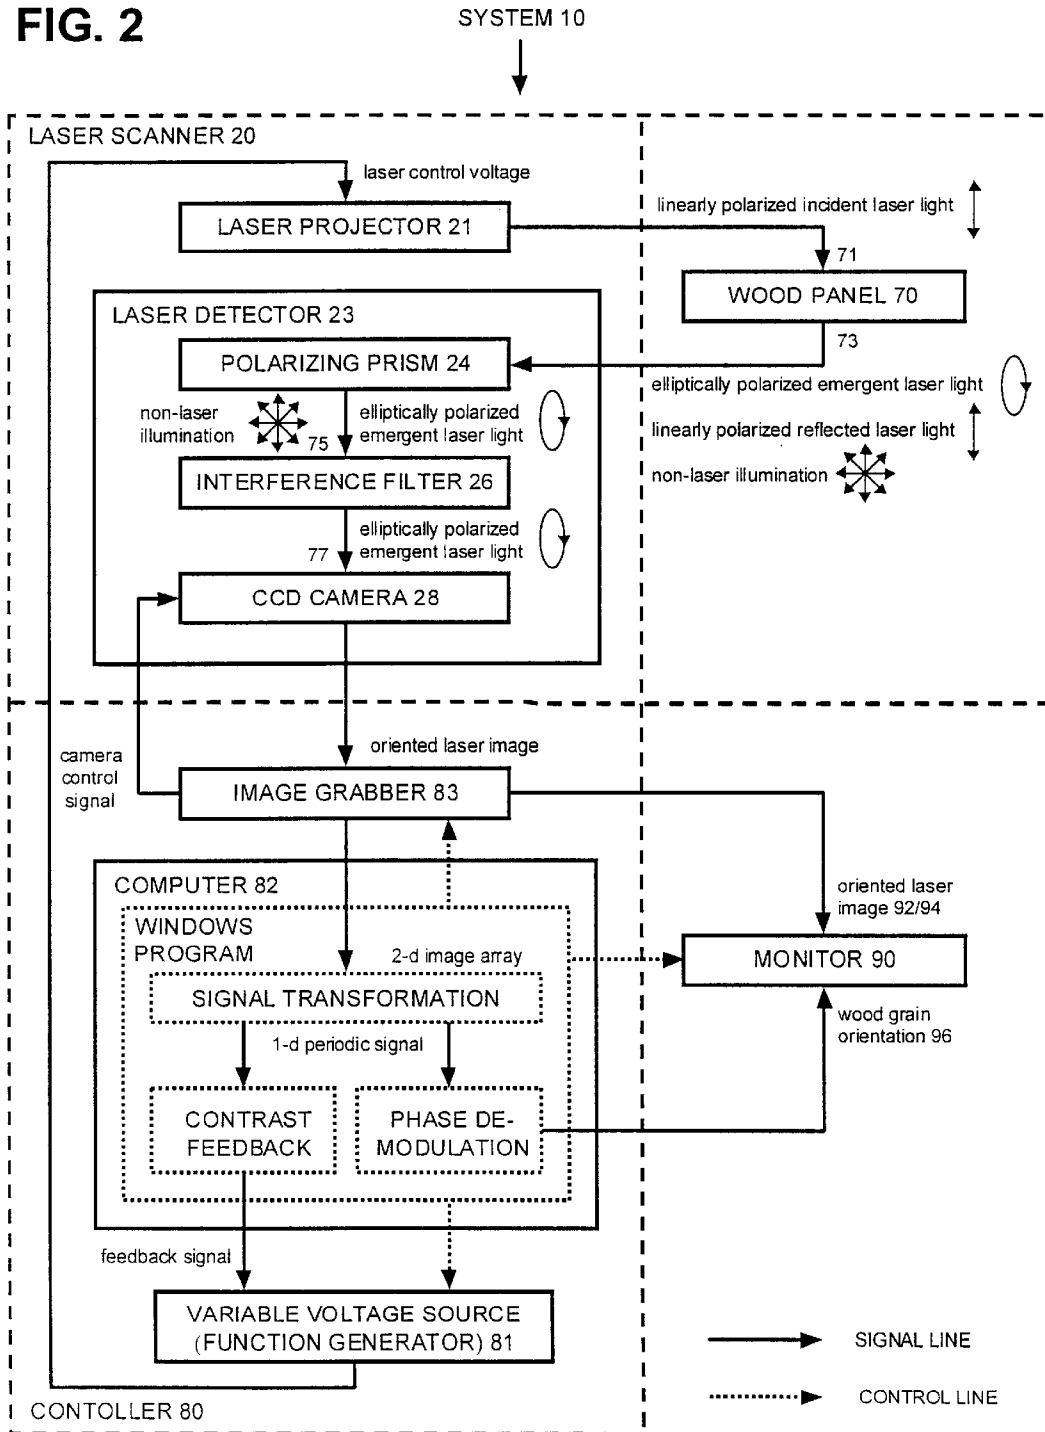 FIG. 2
SYSTEM 10
LASER SCANNER 20
laser control voltage
LASER PROJECTOR 21
linearly polarized incident laser light
71
WOOD PANEL 70
73
LASER DETECTOR 23
POLARIZING PRISM 24
elliptically polarized emergent laser light
linearly polarized reflected laser light
non-laser illumination
non-laser
illumination
75
elliptically polarized
emergent laser light
INTERFERENCE FILTER 26
elliptically polarized
emergent laser light
77
CCD CAMERA 28
camera
control
signal
oriented laser image
IMAGE GRABBER 83
COMPUTER 82
WINDOWS
PROGRAM
2-d image array
SIGNAL TRANSFORMATION
1-d periodic signal
CONTRAST
FEEDBACK
PHASE DE-
MODULATION
oriented laser
image 92/94
MONITOR 90
wood grain
orientation 96
feedback signal
VARIABLE VOLTAGE SOURCE
(FUNCTION GENERATOR) 81
CONTOLLER 80
SIGNAL LINE
CONTROL LINE